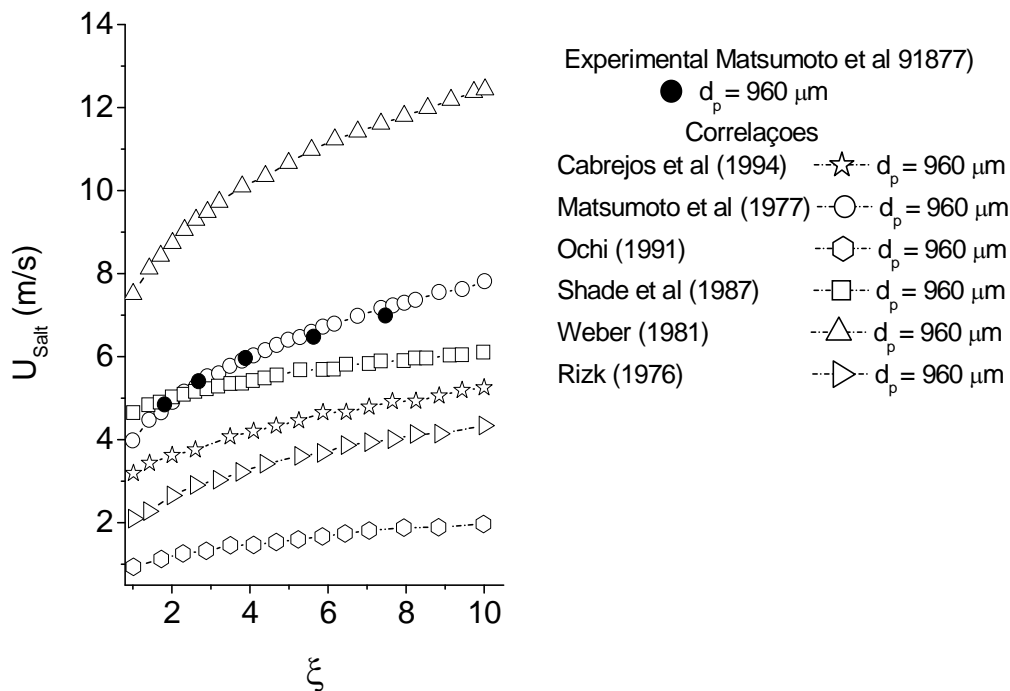 14
12
10
8
6
4
2
U_Salt (m/s)
2 4 6 8 10
ξ
Experimental Matsumoto et al 91877)
d_p = 960 μm
Correlaçoes
Cabrejos et al (1994) d_p = 960 μm
Matsumoto et al (1977) d_p = 960 μm
Ochi (1991) d_p = 960 μm
Shade et al (1987) d_p = 960 μm
Weber (1981) d_p = 960 μm
Rizk (1976) d_p = 960 μm